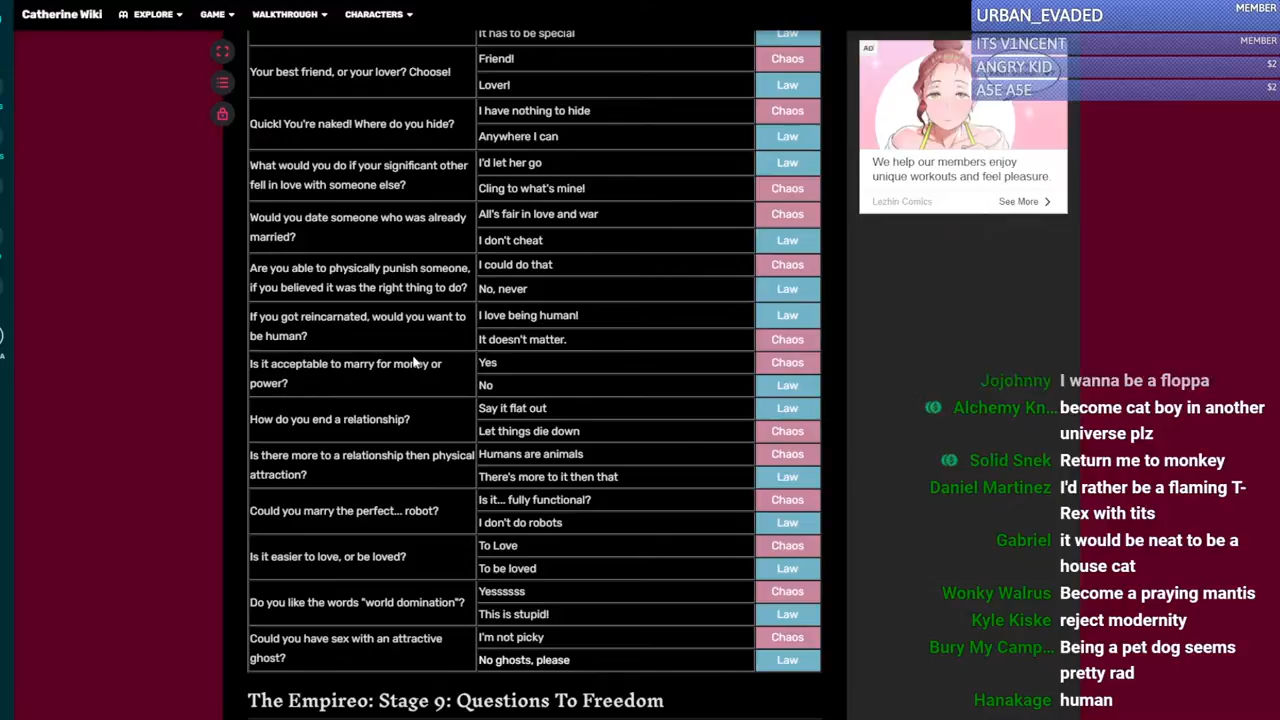 Catherine Wiki
EXPLORE
GAME
WALKTHROUGH
CHARACTERS
URBAN_EVADED
MEMBER
ITS V1NCENT
MEMBER
ANGRY KID
$2
A5E A5E
$2
It has to be special
Law
Your best friend, or your lover? Choose!
Friend!
Chaos
Lover!
Law
Quick! You're naked! Where do you hide?
I have nothing to hide
Chaos
Anywhere I can
Law
What would you do if your significant other
fell in love with someone else?
I'd let her go
Law
Cling to what's mine!
Chaos
Would you date someone who was already
married?
All's fair in love and war
Chaos
I don't cheat
Law
Are you able to physically punish someone,
if you believed it was the right thing to do?
I could do that
Chaos
No, never
Law
If you got reincarnated, would you want to
be human?
I love being human!
Law
It doesn't matter.
Chaos
Is it acceptable to marry for money or
power?
Yes
Chaos
No
Law
How do you end a relationship?
Say it flat out
Law
Let things die down
Chaos
Is there more to a relationship then physical
attraction?
Humans are animals
Chaos
There's more to it then that
Law
Could you marry the perfect... robot?
Is it... fully functional?
Chaos
I don't do robots
Law
Is it easier to love, or be loved?
To Love
Chaos
To be loved
Law
Do you like the words "world domination"?
Yessssss
Chaos
This is stupid!
Law
Could you have sex with an attractive
ghost?
I'm not picky
Chaos
No ghosts, please
Law
The Empireo: Stage 9: Questions To Freedom
AD
We help our members enjoy
unique workouts and feel pleasure.
Lezhin Comics
See More
Jojohnny I wanna be a floppa
Alchemy Kn... become cat boy in another
universe plz
Solid Snek Return me to monkey
Daniel Martinez I'd rather be a flaming T-
Rex with tits
Gabriel it would be neat to be a
house cat
Wonky Walrus Become a praying mantis
Kyle Kiske reject modernity
Bury My Camp... Being a pet dog seems
pretty rad
Hanakage human